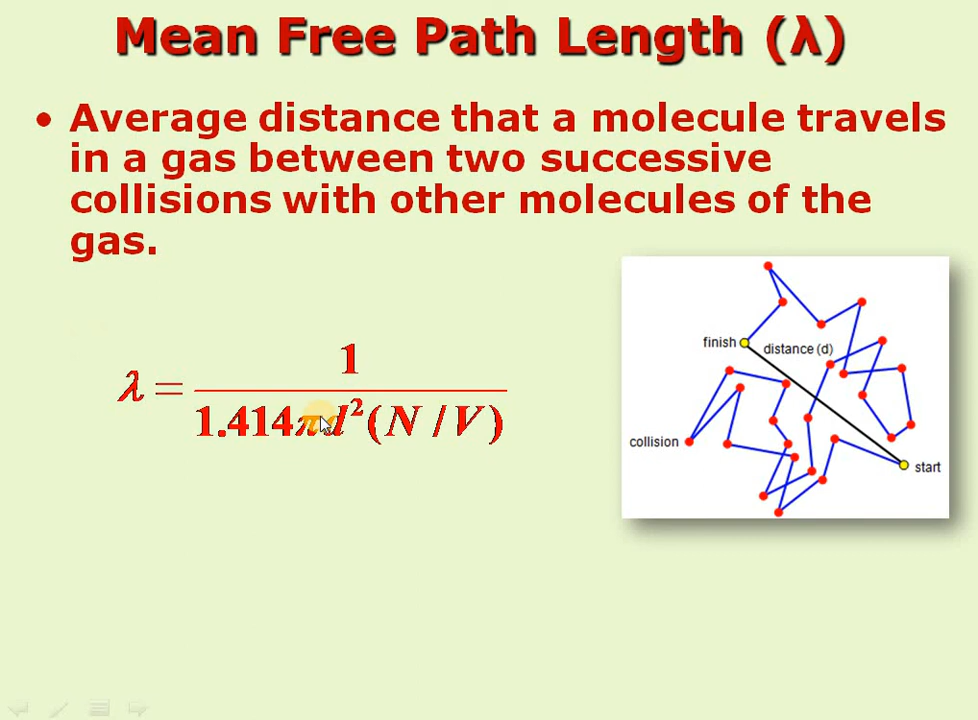 Mean Free Path Length (λ)
• Average distance that a molecule travels
in a gas between two successive
collisions with other molecules of the
gas.
λ = 1 / 1.414πd²(N/V)
finish
distance (d)
collision
start